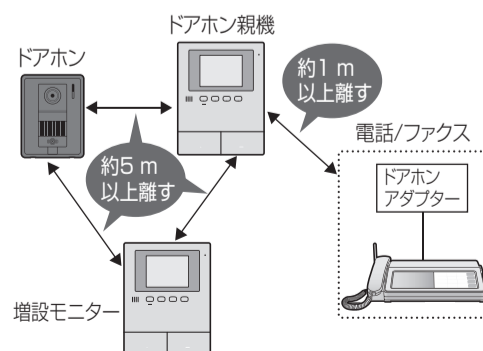 ドアホン親機
ドアホン
約1 m
以上離す
電話/ファクス
約5 m
以上離す
ドアホン
アダプター
増設モニター